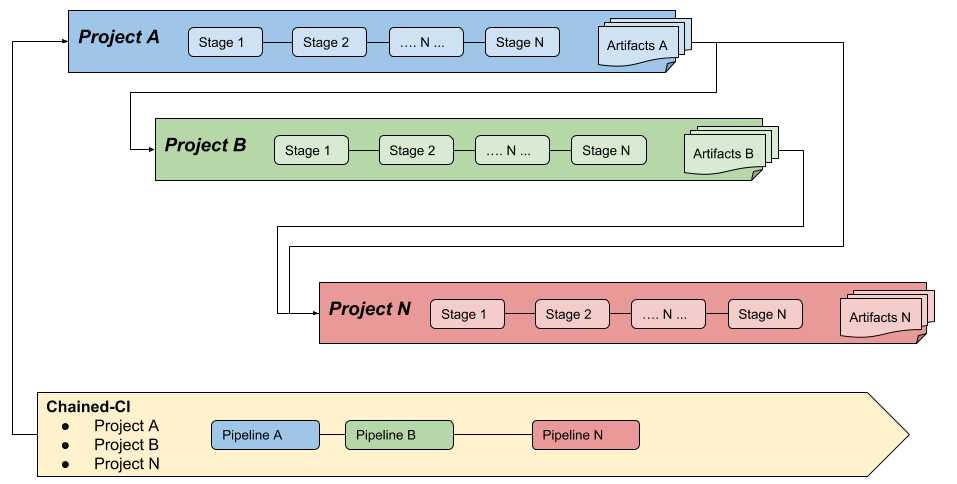 Project A
Stage 1
Stage 2
.... N ...
Stage N
Artifacts A
Project B
Stage 1
Stage 2
.... N ...
Stage N
Artifacts B
Project N
Stage 1
Stage 2
.... N ...
Stage N
Artifacts N
Chained-CI
● Project A
● Project B
● Project N
Pipeline A
Pipeline B
Pipeline N